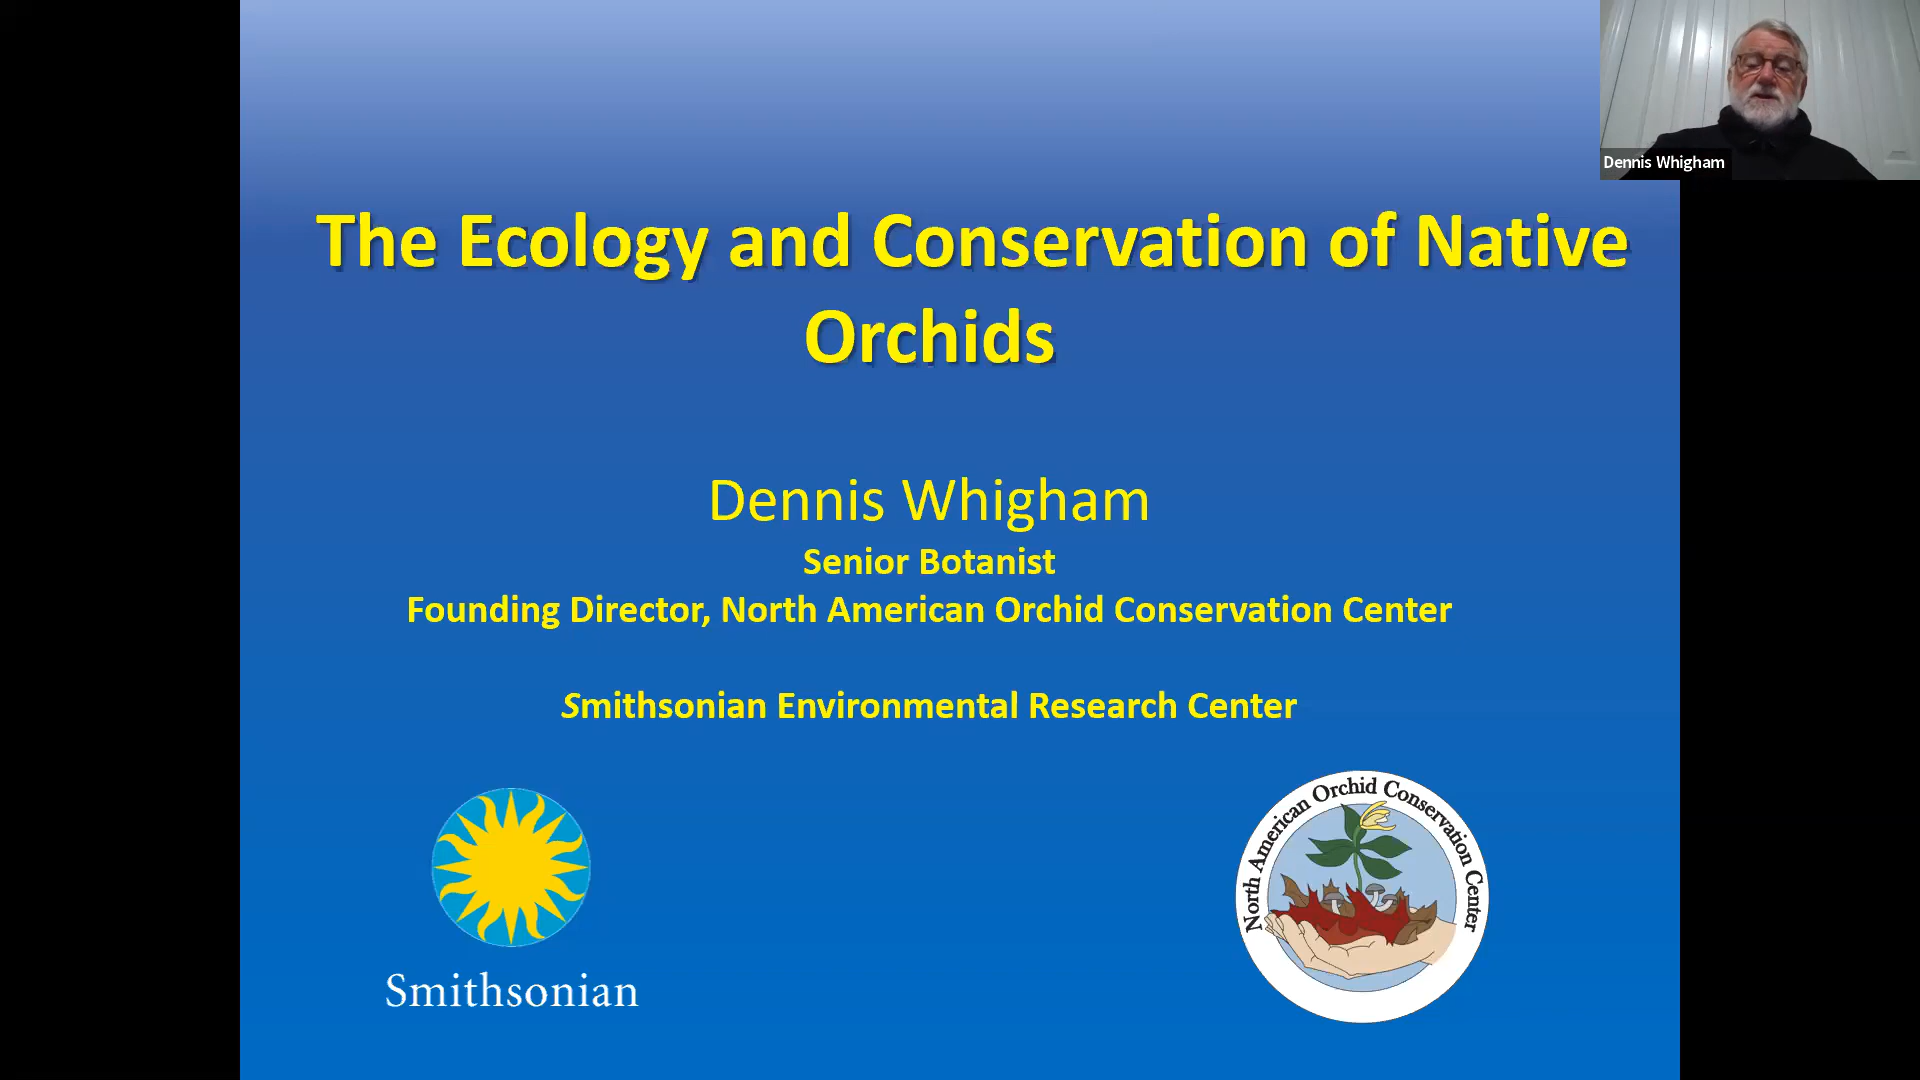 Dennis Whigham
The Ecology and Conservation of Native
Orchids
Dennis Whigham
Senior Botanist
Founding Director, North American Orchid Conservation Center
Smithsonian Environmental Research Center
Smithsonian
North American Orchid Conservation Center